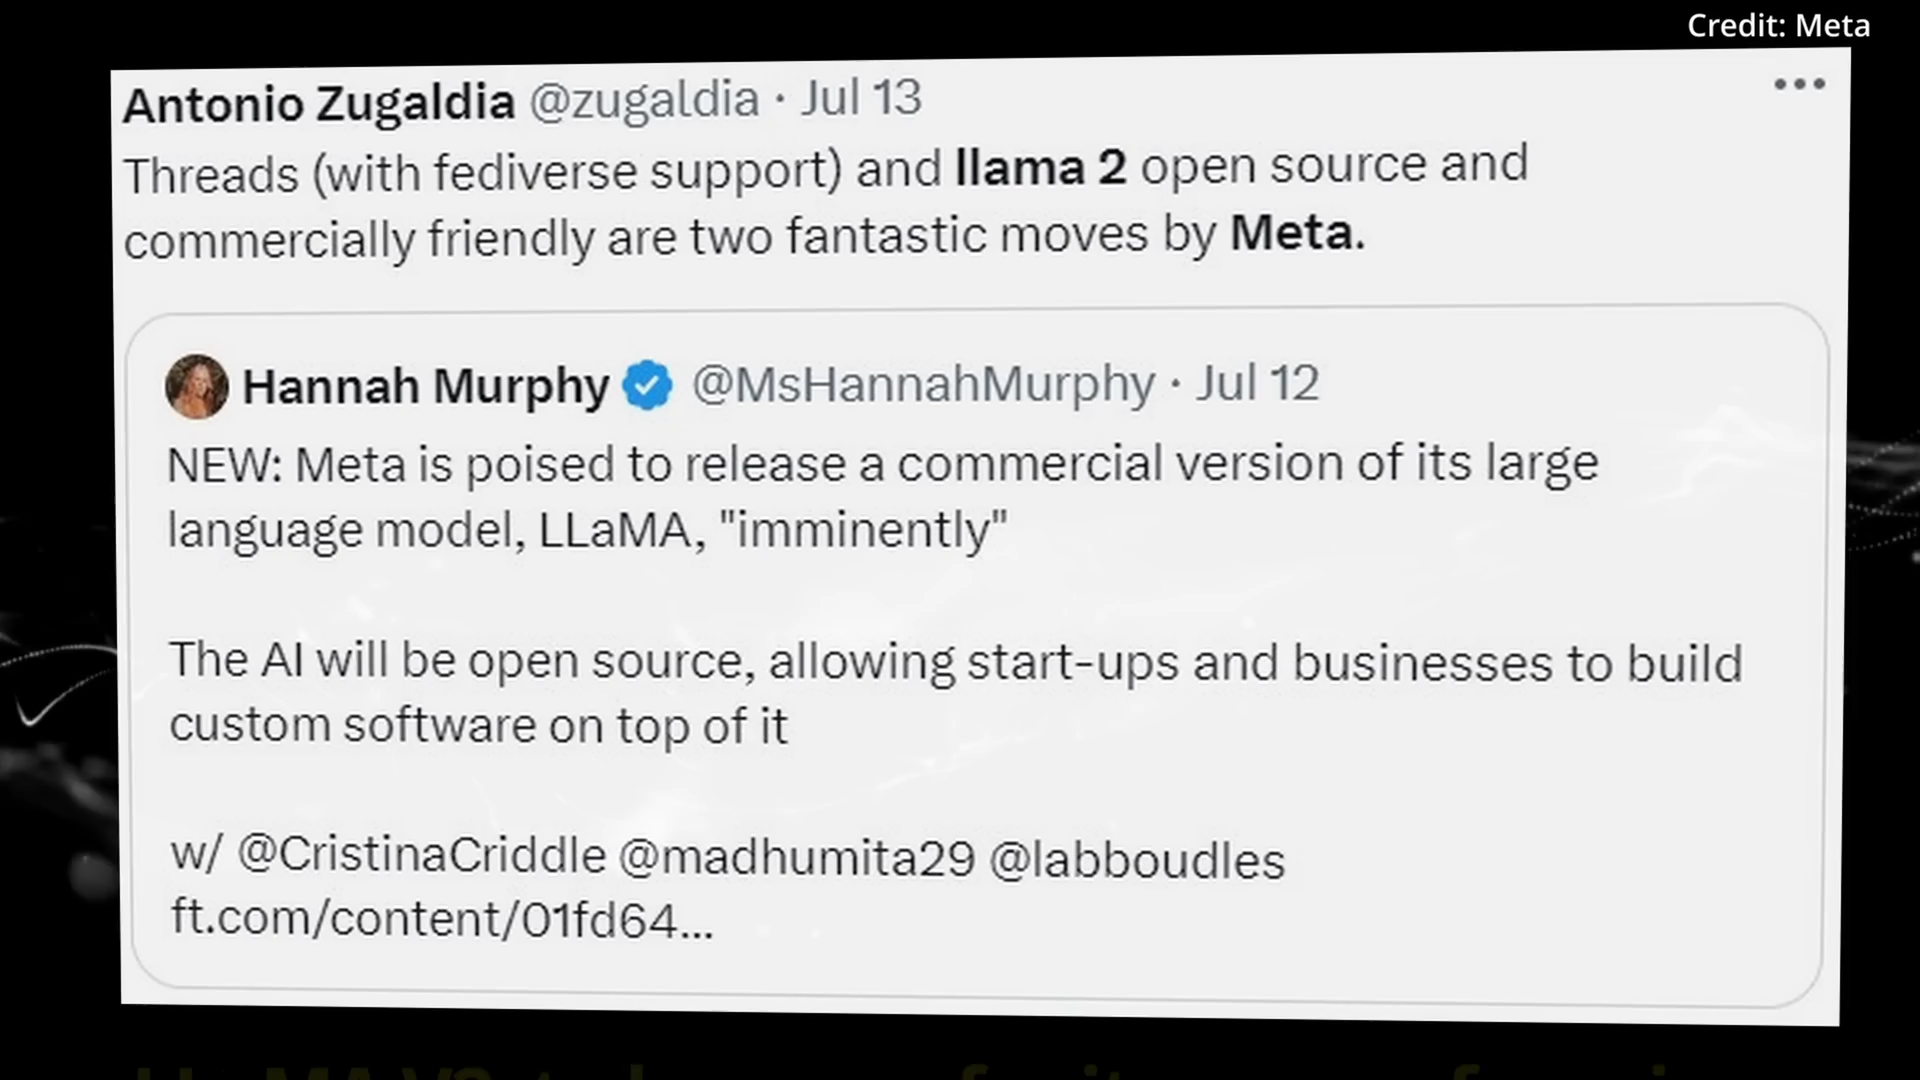 Credit: Meta
Antonio Zugaldia @zugaldia · Jul 13
Threads (with fediverse support) and llama 2 open source and
commercially friendly are two fantastic moves by Meta.
Hannah Murphy @MsHannahMurphy · Jul 12
NEW: Meta is poised to release a commercial version of its large
language model, LLaMA, "imminently"
The AI will be open source, allowing start-ups and businesses to build
custom software on top of it
w/ @CristinaCriddle @madhumita29 @labboudles
ft.com/content/01fd64...